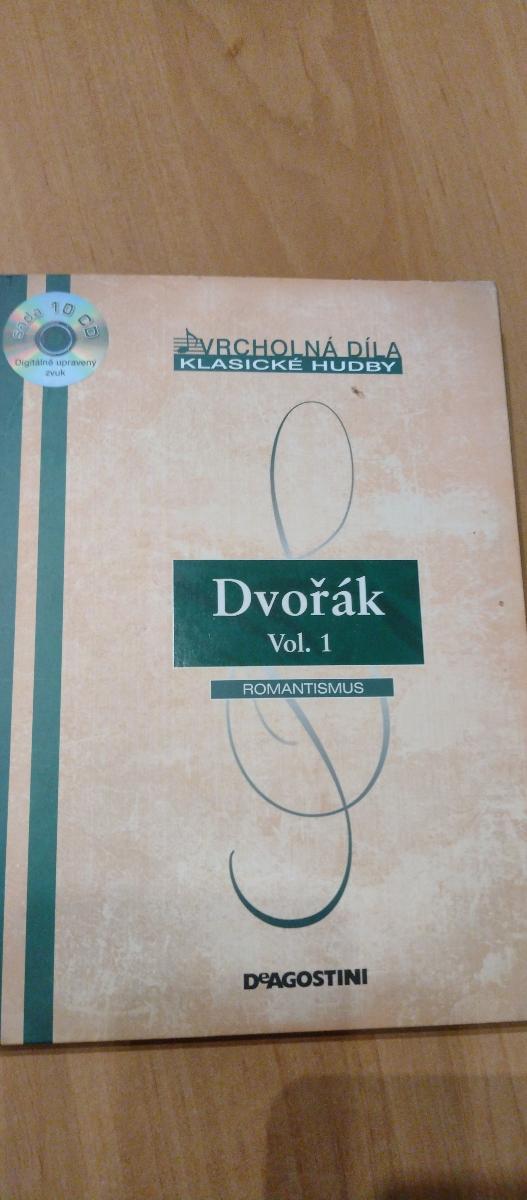 sada 10 CD
Digitálně upravený
zvuk
VRCHOLNÁ DÍLA
KLASICKÉ HUDBY
Dvořák
Vol. 1
ROMANTISMUS
DeAGOSTINI